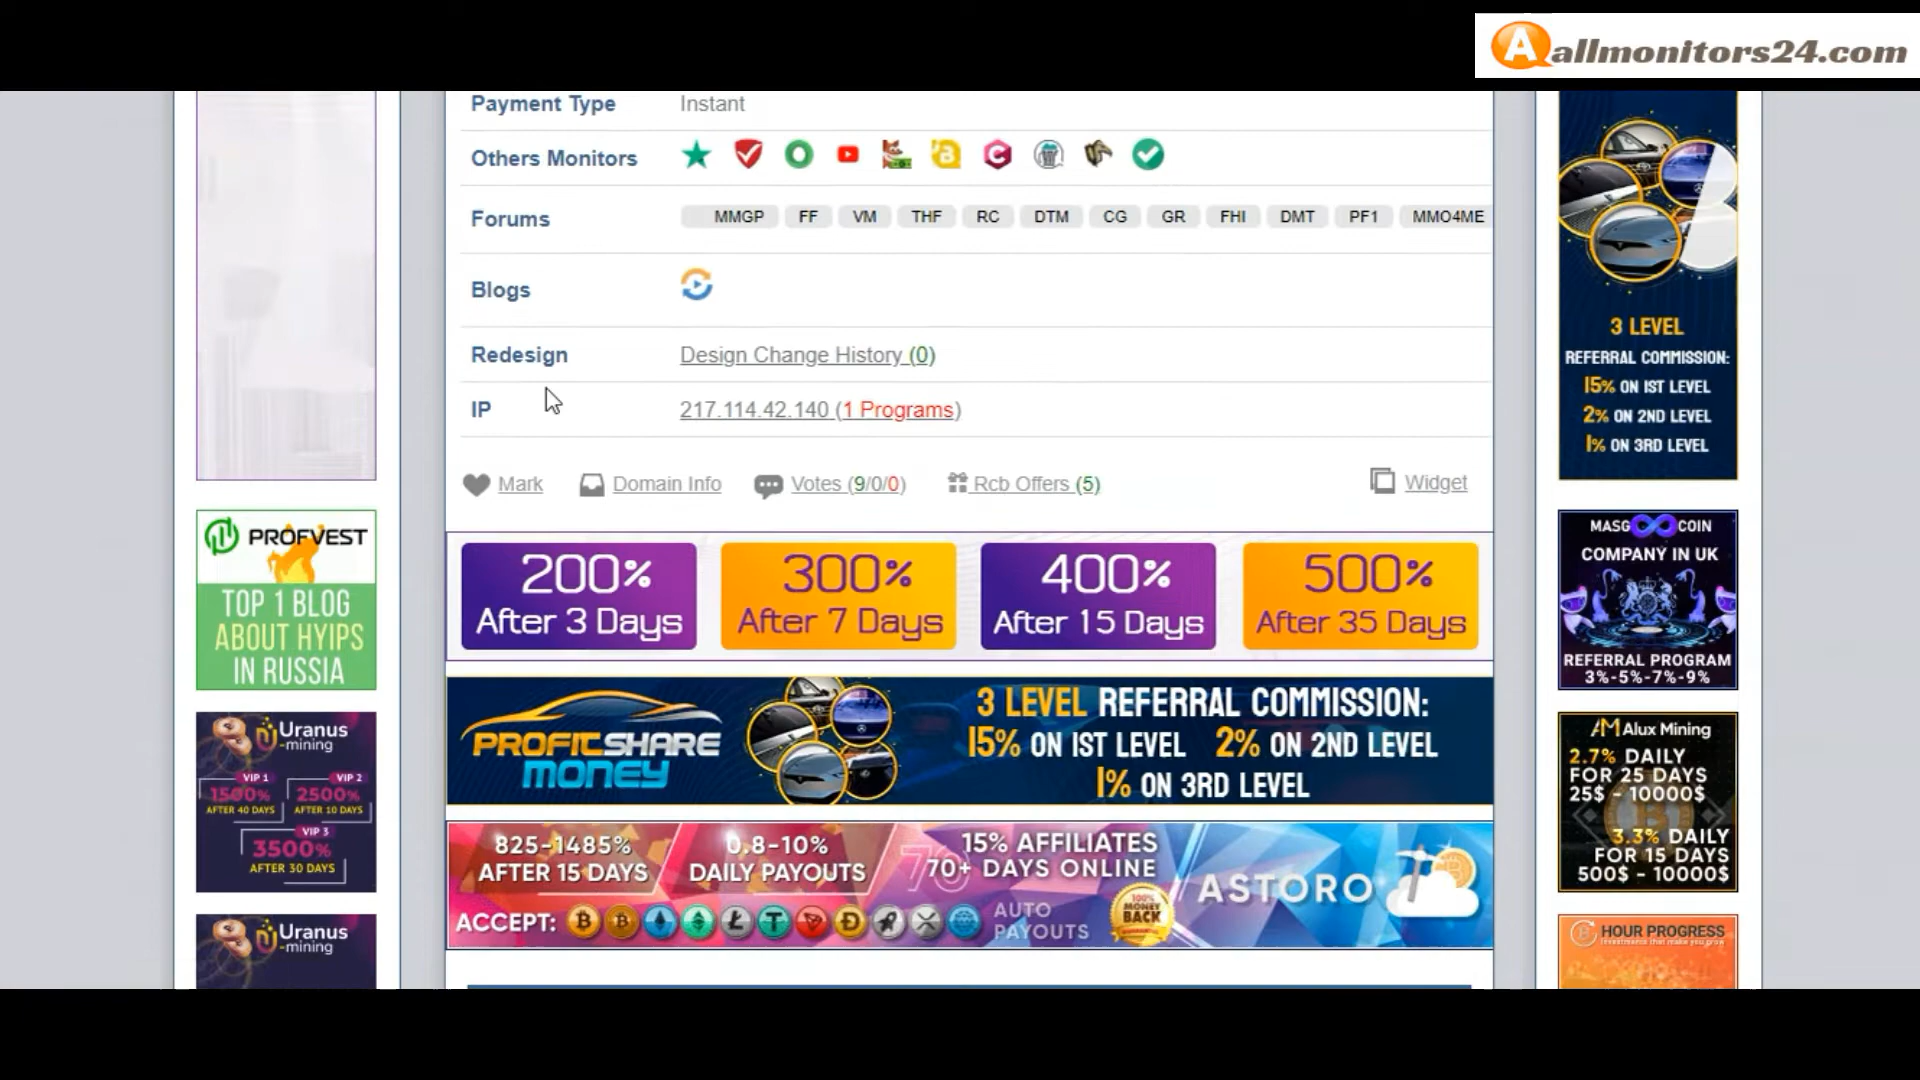 A allmonitors24.com
Payment Type Instant
Others Monitors
Forums MMGP FF VM THF RC DTM CG GR FHI DMT PF1 MMO4ME
Blogs
Redesign Design Change History (0)
IP 217.114.42.140 (1 Programs)
Mark Domain Info Votes (9/0/0) Rcb Offers (5) Widget
200% After 3 Days
300% After 7 Days
400% After 15 Days
500% After 35 Days
PROFITSHARE
MONEY
3 LEVEL REFERRAL COMMISSION:
15% ON 1ST LEVEL 2% ON 2ND LEVEL
1% ON 3RD LEVEL
825-1485%
AFTER 15 DAYS
0.8-10%
DAILY PAYOUTS
15% AFFILIATES
70+ DAYS ONLINE
ACCEPT:
AUTO
PAYOUTS
100%
MONEY
BACK
ASTORO
PROFVEST
TOP 1 BLOG
ABOUT HYIPS
IN RUSSIA
Uranus
-mining
VIP 1
1500%
AFTER 40 DAYS
VIP 2
2500%
AFTER 10 DAYS
VIP 3
3500%
AFTER 30 DAYS
Uranus
-mining
3 LEVEL
REFERRAL COMMISSION:
15% ON 1ST LEVEL
2% ON 2ND LEVEL
1% ON 3RD LEVEL
MASG COIN
COMPANY IN UK
REFERRAL PROGRAM
3%-5%-7%-9%
AM Alux Mining
2.7% DAILY
FOR 25 DAYS
25$ - 10000$
3.3% DAILY
FOR 15 DAYS
500$ - 10000$
HOUR PROGRESS
Investments that make you grow